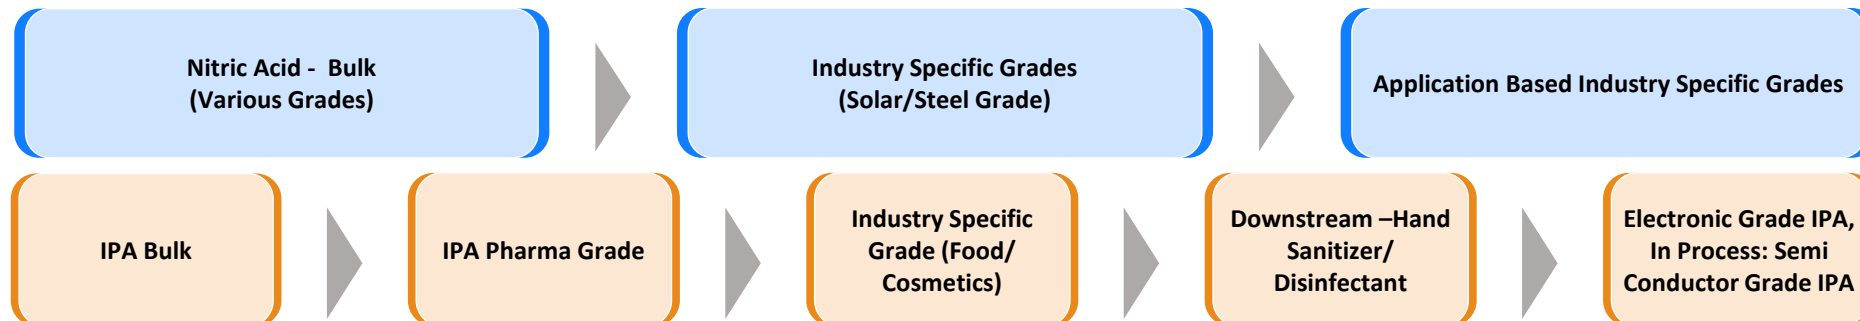 Nitric Acid -  Bulk
(Various Grades)
Industry Specific Grades
(Solar/Steel Grade)
Application Based Industry Specific Grades
IPA Bulk
IPA Pharma Grade
Industry Specific
Grade (Food/
Cosmetics)
Downstream –Hand
Sanitizer/
Disinfectant
Electronic Grade IPA,
In Process: Semi
Conductor Grade IPA